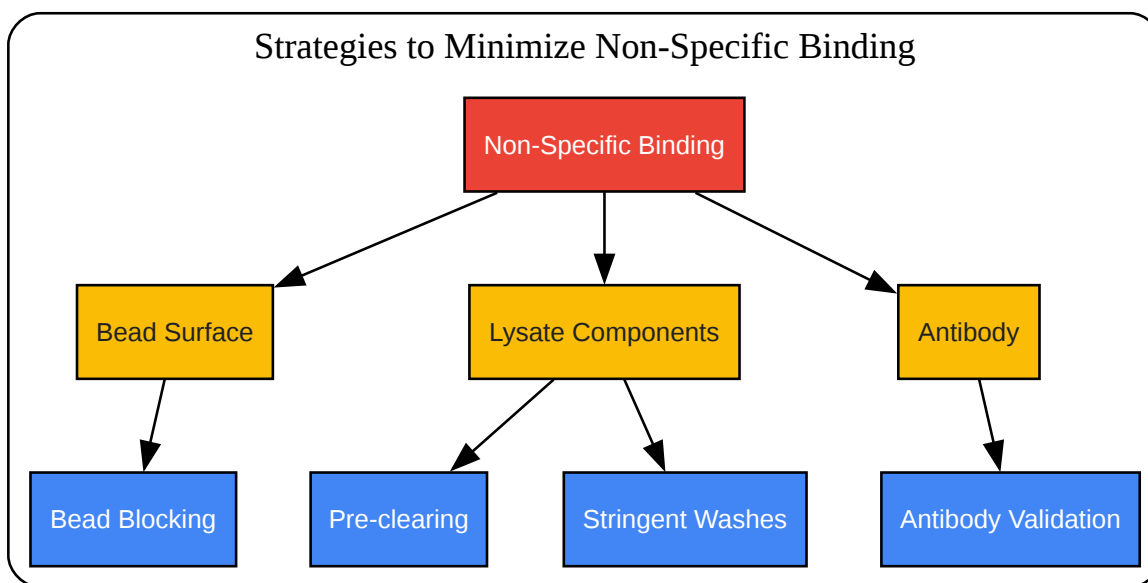 Strategies to Minimize Non-Specific Binding
Non-Specific Binding
Bead Surface
Lysate Components
Antibody
Bead Blocking
Pre-clearing
Stringent Washes
Antibody Validation